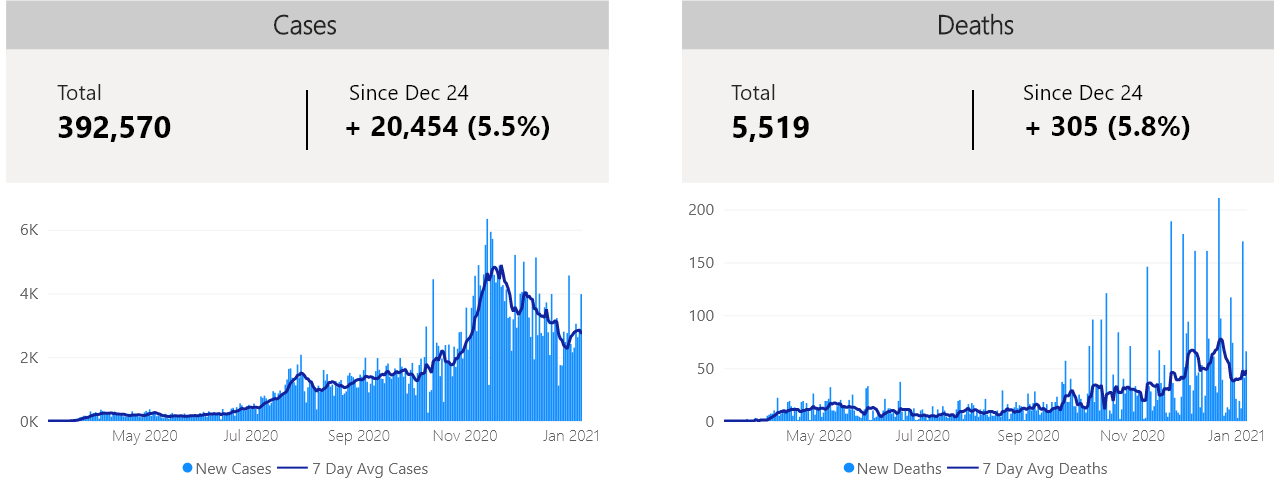 Cases
Total
392,570
Since Dec 24
+ 20,454 (5.5%)
6K
4K
2K
0K
May 2020 Jul 2020 Sep 2020 Nov 2020 Jan 2021
New Cases 7 Day Avg Cases
Deaths
Total
5,519
Since Dec 24
+ 305 (5.8%)
200
150
100
50
0
May 2020 Jul 2020 Sep 2020 Nov 2020 Jan 2021
New Deaths 7 Day Avg Deaths